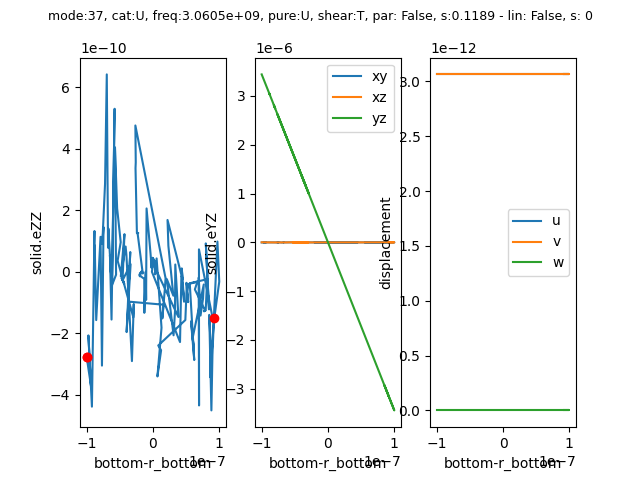 mode:37, cat:U, freq:3.0605e+09, pure:U, shear:T, par: False, s:0.1189 - lin: False, s: 0
1e−10
6
4
2
0
−2
−4
solid.eZZ
−1
0
1
1e−7
bottom-r_bottom
1e−6
3
2
1
0
−1
−2
−3
solid.eYZ
xy
xz
yz
−1
0
1
1e−7
bottom-r_bottom
1e−12
3.0
2.5
2.0
1.5
1.0
0.5
0.0
displacement
u
v
w
−1
0
1
1e−7
bottom-r_bottom